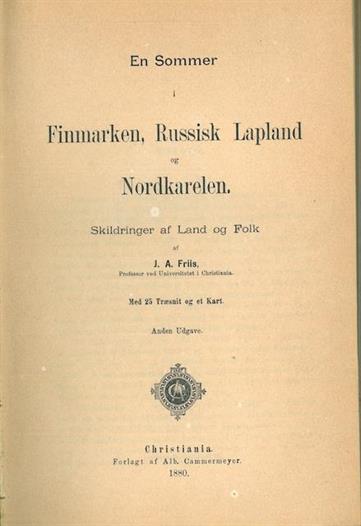 En Sommer
i
Finmarken, Russisk Lapland
og
Nordkarelen.
Skildringer af Land og Folk
af
J. A. Friis,
Professor ved Universitetet i Christiania.
Med 25 Træsnit og et Kart.
Anden Udgave.
Christiania.
Forlagt af Alb. Cammermeyer.
1880.